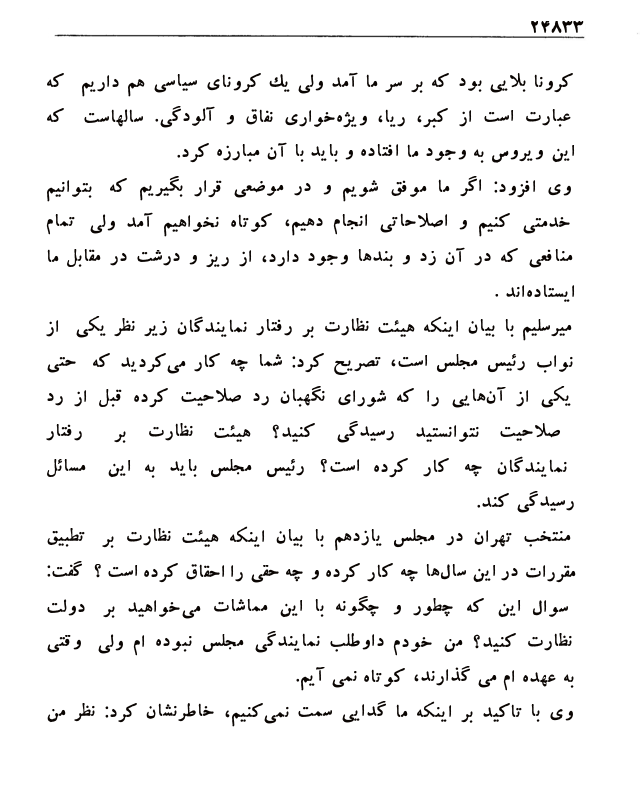 ۲۴۸۳۳
کرونا بلایی بود که بر سر ما آمد ولی یك کرونای سیاسی هم داریم که
عبارت است از کبر، ریا، ویژه‌خواری نفاق و آلودگی. سالهاست که
این ویروس به وجود ما افتاده و باید با آن مبارزه کرد.
وی افزود: اگر ما موفق شویم و در موضعی قرار بگیریم که بتوانیم
خدمتی کنیم و اصلاحاتی انجام دهیم، کوتاه نخواهیم آمد ولی تمام
منافعی که در آن زد و بندها وجود دارد، از ریز و درشت در مقابل ما
ایستاده‌اند .
میرسلیم با بیان اینکه هیئت نظارت بر رفتار نمایندگان زیر نظر یکی از
نواب رئیس مجلس است، تصریح کرد: شما چه کار می‌کردید که حتی
یکی از آن‌هایی را که شورای نگهبان رد صلاحیت کرده قبل از رد
صلاحیت نتوانستید رسیدگی کنید؟ هیئت نظارت بر رفتار
نمایندگان چه کار کرده است؟ رئیس مجلس باید به این مسائل
رسیدگی کند.
منتخب تهران در مجلس یازدهم با بیان اینکه هیئت نظارت بر تطبیق
مقررات در این سال‌ها چه کار کرده و چه حقی را احقاق کرده است ؟ گفت:
سوال این که چطور و چگونه با این مماشات می‌خواهید بر دولت
نظارت کنید؟ من خودم داوطلب نمایندگی مجلس نبوده ام ولی وقتی
به عهده ام می گذارند، کوتاه نمی آیم.
وی با تاکید بر اینکه ما گدایی سمت نمی‌کنیم، خاطرنشان کرد: نظر من